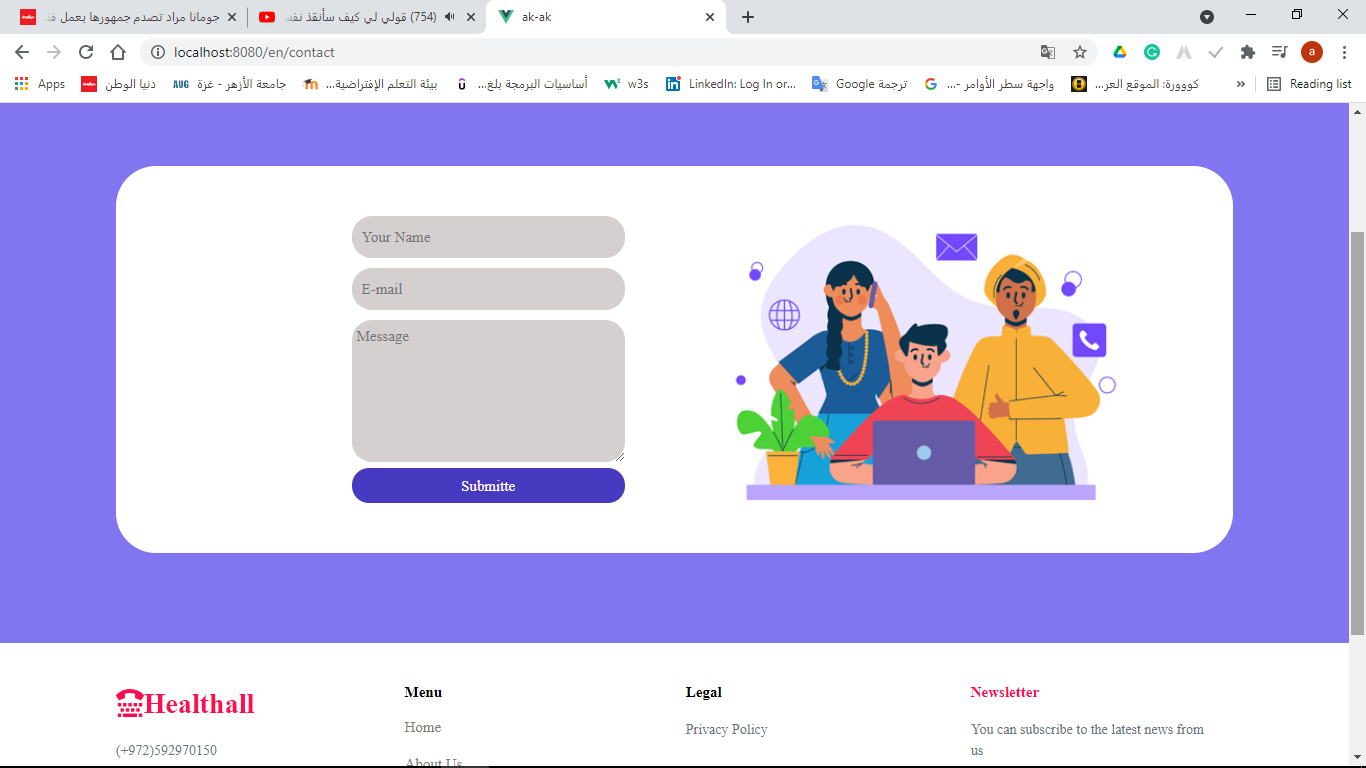 جومانا مراد تصدم جمهورها بعمل
(754) قولي لي كيف سأنقذ
ak-ak
localhost:8080/en/contact
a
Apps
دنيا الوطن
AUG جامعة الأزهر - غزة
بيئة التعلم الإفتراضية...
أساسيات البرمجة بلغ...
w3s
LinkedIn: Log In or...
ترجمة Google
واجهة سطر الأوامر -...
كووورة: الموقع العر...
»
Reading list
Your Name
E-mail
Message
Submitte
Healthall
(+972)592970150
Menu
Home
About Us
Legal
Privacy Policy
Newsletter
You can subscribe to the latest news from
us